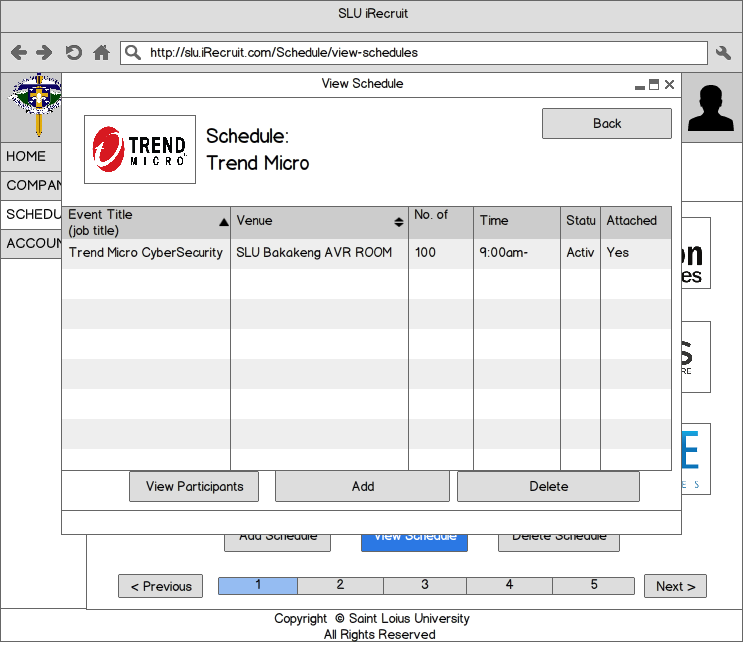 SLU iRecruit
http://slu.iRecruit.com/Schedule/view-schedules
View Schedule
Back
TREND
MICRO
Schedule:
Trend Micro
HOME
COMPAN
SCHEDU
ACCOUN
Event Title
(job title)
Venue
No. of
Time
Statu
Attached
Trend Micro CyberSecurity
SLU Bakakeng AVR ROOM
100
9:00am-
Activ
Yes
on
es
S
RE
E
E S
View Participants
Add
Delete
Add Schedule
View Schedule
Delete Schedule
< Previous
1
2
3
4
5
Next >
Copyright © Saint Loius University
All Rights Reserved